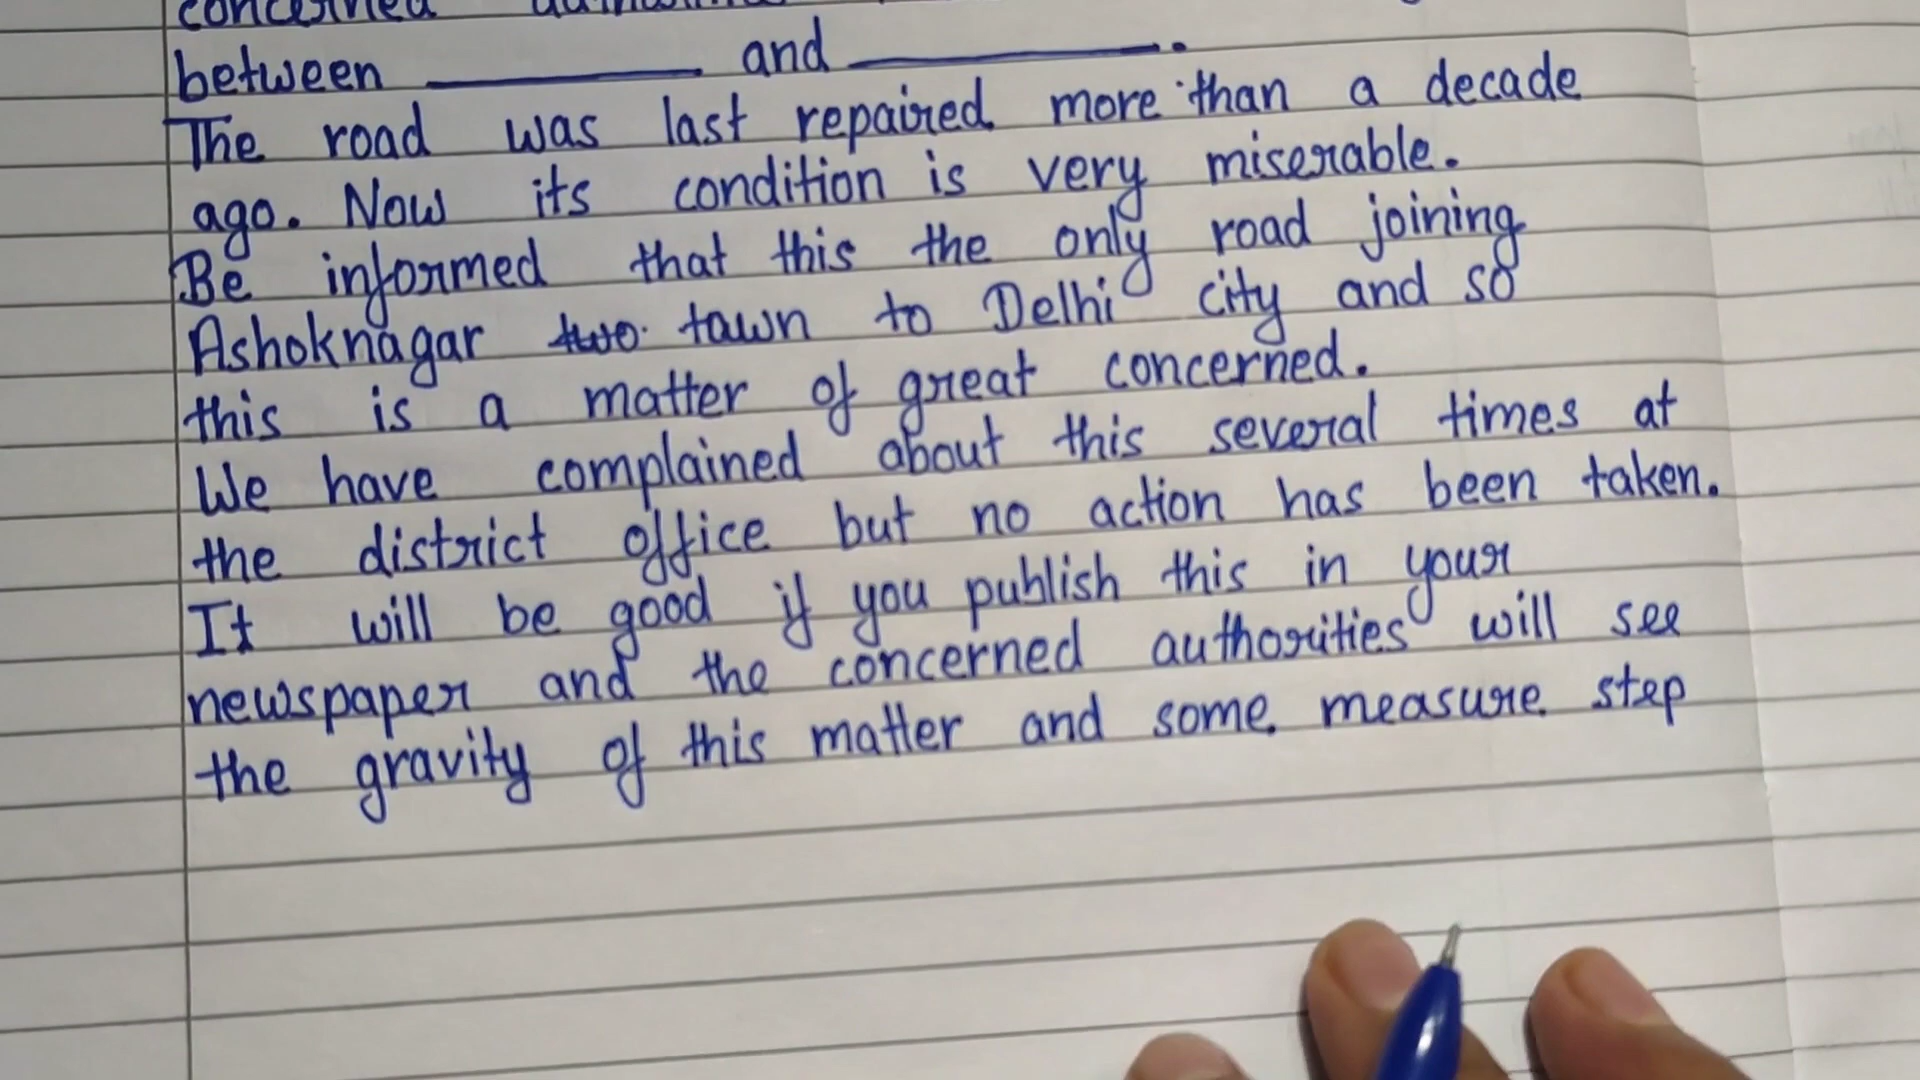 concerned
between ________ and ________.
The road was last repaired more than a decade
ago. Now its condition is very miserable.
Be informed that this the only road joining
Ashoknagar two tawn to Delhi city and so
this is a matter of great concerned.
We have complained about this several times at
the district office but no action has been taken.
It will be good if you publish this in your
newspaper and the concerned authorities will see
the gravity of this matter and some measure step